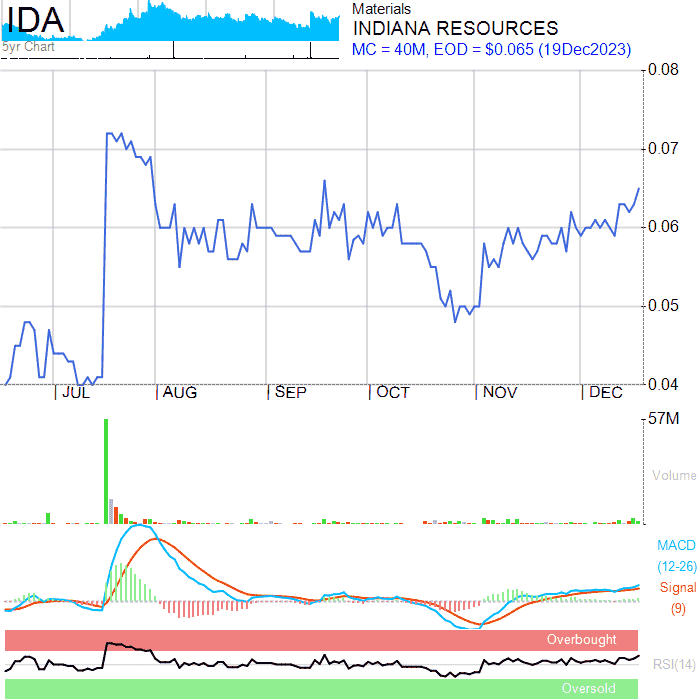 IDA
5yr Chart
Materials
INDIANA RESOURCES
MC = 40M, EOD = $0.065 (19Dec2023)
0.08
0.07
0.06
0.05
0.04
JUL AUG SEP OCT NOV DEC
57M
Volume
MACD
(12-26)
Signal
(9)
Overbought
RSI(14)
Oversold